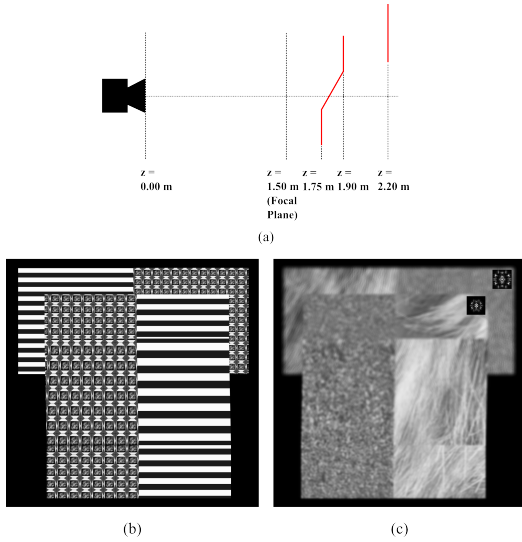 z = z = z = z = z =
0.00 m 1.50 m 1.75 m 1.90 m 2.20 m
(Focal
Plane)
(a)
(b) (c)